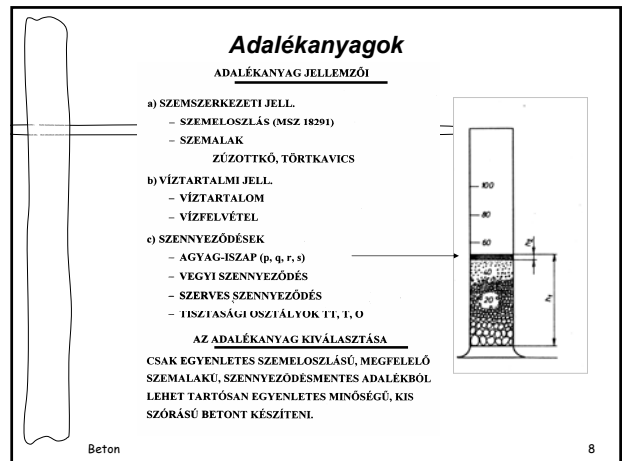 Adalékanyagok
ADALÉKANYAG JELLEMZŐI
a) SZEMSZERKEZETI JELL.
– SZEMELOSZLÁS (MSZ 18291)
– SZEMALAK
ZÚZOTTKŐ, TÖRTKAVICS
b) VÍZTARTALMI JELL.
– VÍZTARTALOM
– VÍZFELVÉTEL
c) SZENNYEZŐDÉSEK
– AGYAG-ISZAP (p, q, r, s)
– VEGYI SZENNYEZŐDÉS
– SZERVES SZENNYEZŐDÉS
– TISZTASÁGI OSZTÁLYOK TT, T, O
AZ ADALÉKANYAG KIVÁLASZTÁSA
CSAK EGYENLETES SZEMELOSZLÁSÚ, MEGFELELŐ
SZEMALAKÚ, SZENNYEZŐDÉSMENTES ADALÉKBÓL
LEHET TARTÓSAN EGYENLETES MINŐSÉGŰ, KIS
SZÓRÁSÚ BETONT KÉSZÍTENI.
100
80
60
40
20
h₂
h₁
Beton
8